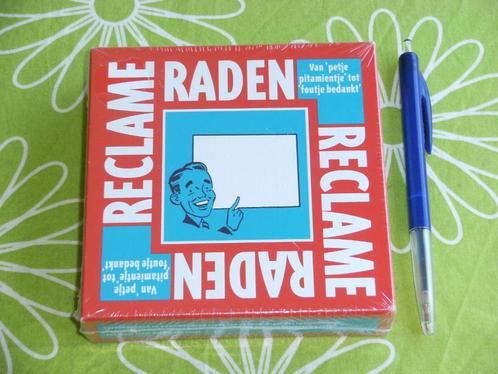 RADEN
Van 'petje
pitamientje' tot
'foutje bedankt'
RECLAME
RECLAME
RADEN
Van 'petje
pitamientje' tot
'foutje bedankt'